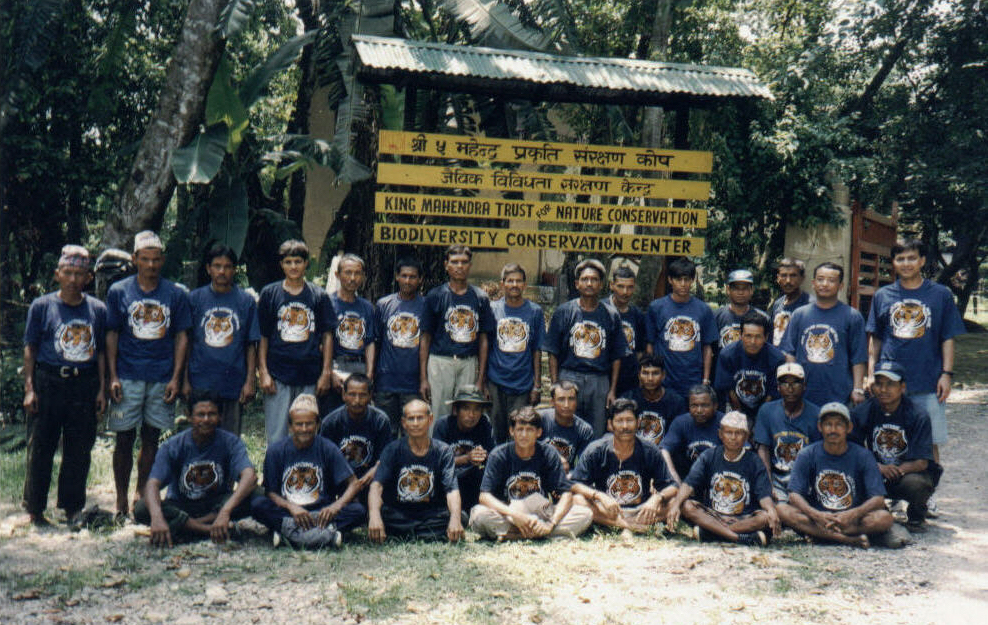 श्री ५ महेन्द्र प्रकृति संरक्षण कोष
जैविक विविधता संरक्षण केन्द्र
KING MAHENDRA TRUST FOR NATURE CONSERVATION
BIODIVERSITY CONSERVATION CENTER